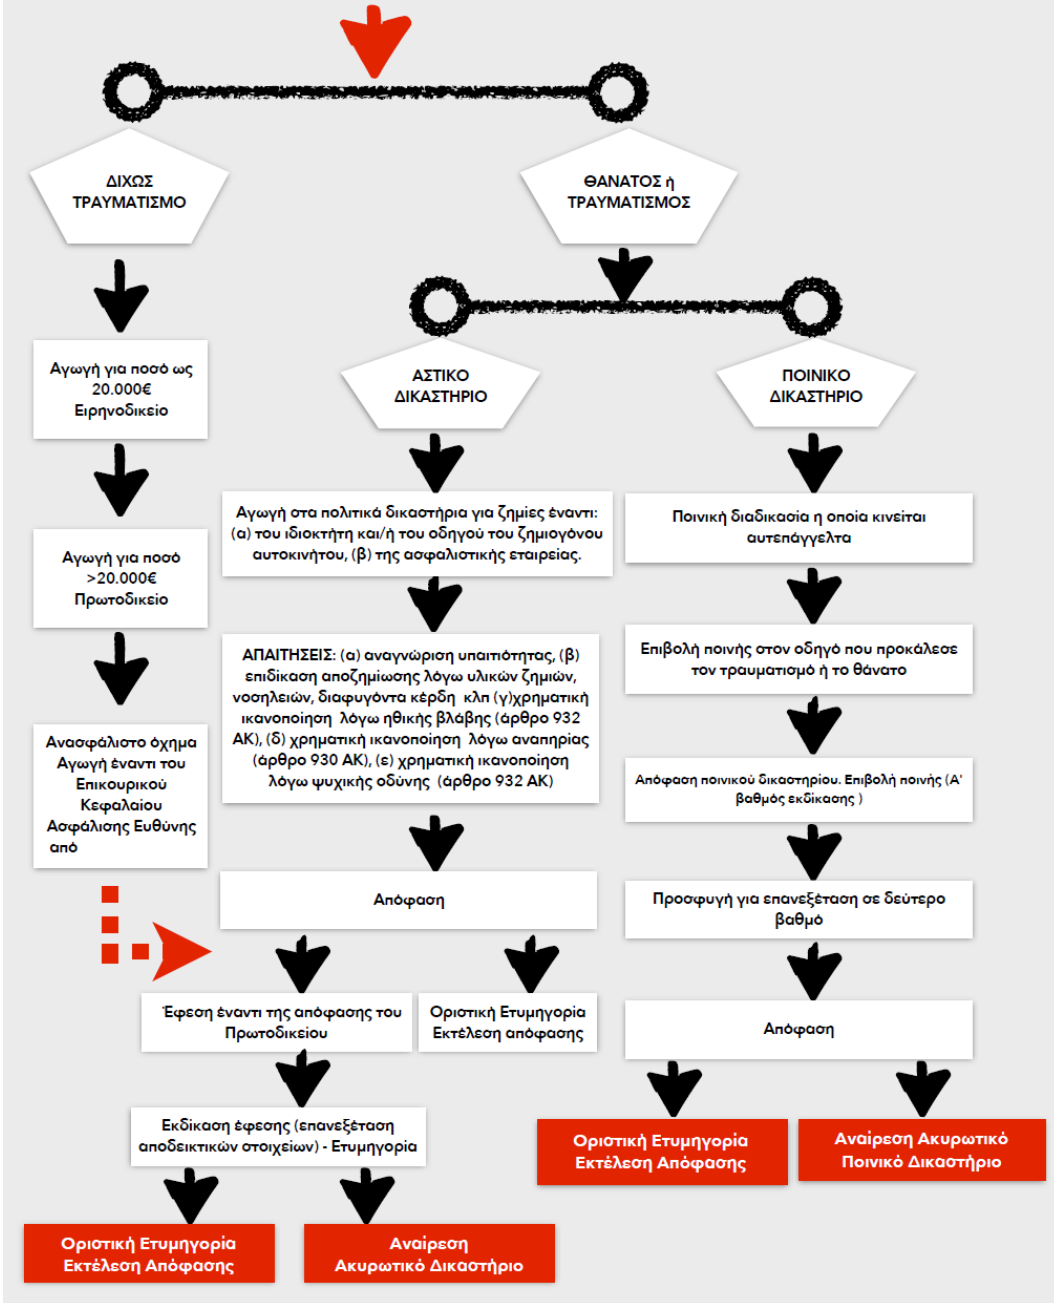 ΔΙΧΩΣ
ΤΡΑΥΜΑΤΙΣΜΟ
ΘΑΝΑΤΟΣ ή
ΤΡΑΥΜΑΤΙΣΜΟΣ
Αγωγή για ποσό ως
20.000€
Ειρηνοδικείο
Αγωγή για ποσό
>20.000€
Πρωτοδικείο
Ανασφάλιστο όχημα
Αγωγή έναντι του
Επικουρικού
Κεφαλαίου
Ασφάλισης Ευθύνης
από
ΑΣΤΙΚΟ
ΔΙΚΑΣΤΗΡΙΟ
Αγωγή στα πολιτικά δικαστήρια για ζημίες έναντι:
(α) του ιδιοκτήτη και/ή του οδηγού του ζημιογόνου
αυτοκινήτου, (β) της ασφαλιστικής εταιρείας.
ΑΠΑΙΤΗΣΕΙΣ: (α) αναγνώριση υπαιτιότητας, (β)
επιδίκαση αποζημίωσης λόγω υλικών ζημιών,
νοσηλειών, διαφυγόντα κέρδη κλπ (γ)χρηματική
ικανοποίηση λόγω ηθικής βλάβης (άρθρο 932
ΑΚ), (δ) χρηματική ικανοποίηση λόγω αναπηρίας
(άρθρο 930 ΑΚ), (ε) χρηματική ικανοποίηση
λόγω ψυχικής οδύνης (άρθρο 932 ΑΚ)
Απόφαση
Έφεση έναντι της απόφασης του
Πρωτοδικείου
Οριστική Ετυμηγορία
Εκτέλεση απόφασης
Εκδίκαση έφεσης (επανεξέταση
αποδεικτικών στοιχείων) - Ετυμηγορία
Οριστική Ετυμηγορία
Εκτέλεση Απόφασης
Αναίρεση
Ακυρωτικό Δικαστήριο
ΠΟΙΝΙΚΟ
ΔΙΚΑΣΤΗΡΙΟ
Ποινική διαδικασία η οποία κινείται
αυτεπάγγελτα
Επιβολή ποινής στον οδηγό που προκάλεσε
τον τραυματισμό ή το θάνατο
Απόφαση ποινικού δικαστηρίου. Επιβολή ποινής (Α'
βαθμός εκδίκασης )
Προσφυγή για επανεξέταση σε δεύτερο
βαθμό
Απόφαση
Οριστική Ετυμηγορία
Εκτέλεση Απόφασης
Αναίρεση Ακυρωτικό
Ποινικό Δικαστήριο